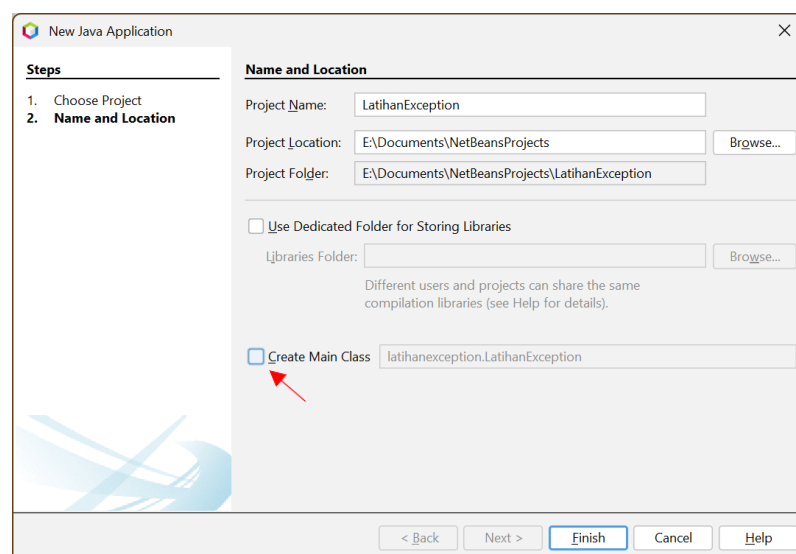 New Java Application
Steps
1. Choose Project
2. Name and Location
Name and Location
Project Name: LatihanException
Project Location: E:\Documents\NetBeansProjects Browse...
Project Folder: E:\Documents\NetBeansProjects\LatihanException
Use Dedicated Folder for Storing Libraries
Libraries Folder: Browse...
Different users and projects can share the same
compilation libraries (see Help for details).
Create Main Class latihanexception.LatihanException
< Back Next > Finish Cancel Help